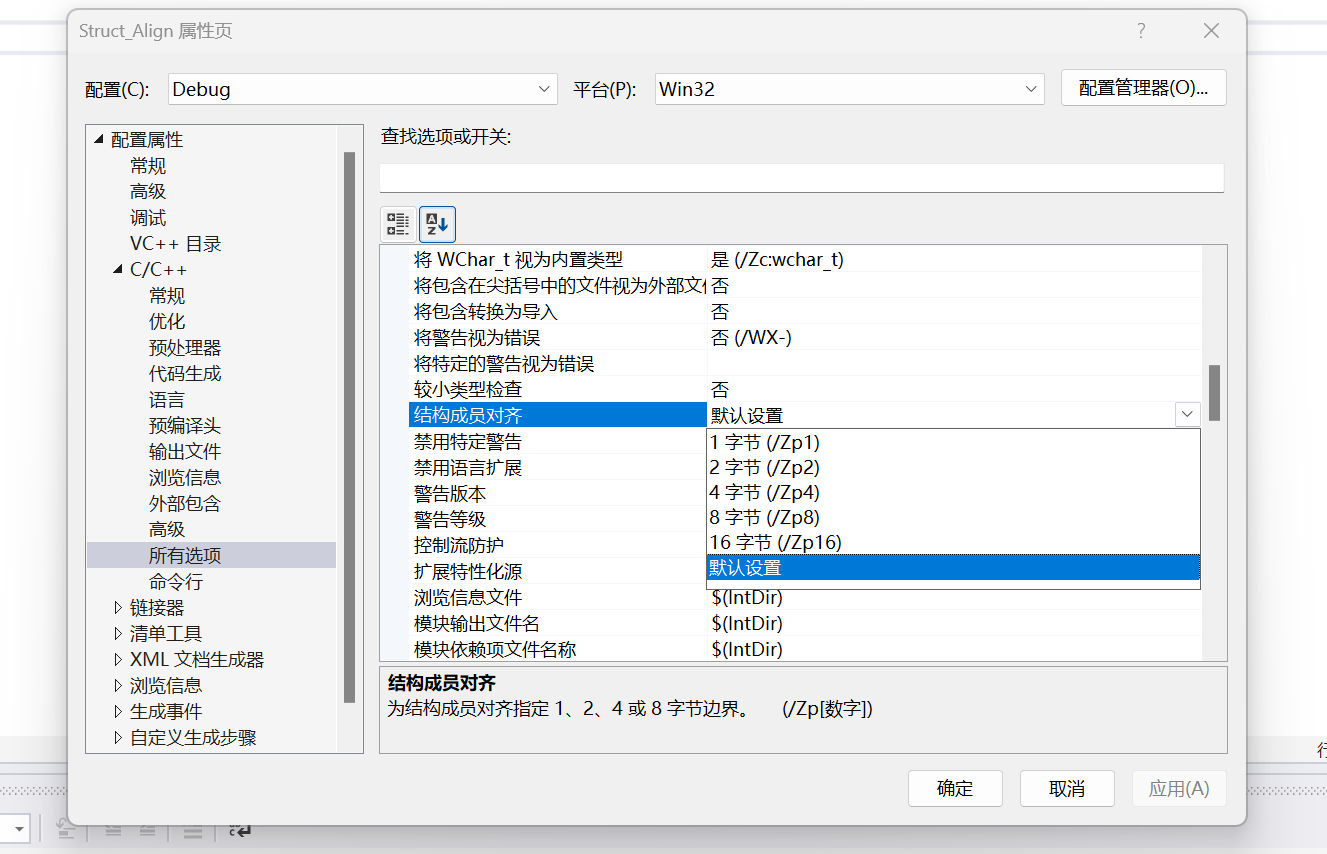 Struct_Align 属性页
?
配置(C):
Debug
平台(P):
Win32
配置管理器(O)...
配置属性
常规
高级
调试
VC++ 目录
C/C++
常规
优化
预处理器
代码生成
语言
预编译头
输出文件
浏览信息
外部包含
高级
所有选项
命令行
链接器
清单工具
XML 文档生成器
浏览信息
生成事件
自定义生成步骤
查找选项或开关:
将 WChar_t 视为内置类型 是 (/Zc:wchar_t)
将包含在尖括号中的文件视为外部文 否
将包含转换为导入 否
将警告视为错误 否 (/WX-)
将特定的警告视为错误
较小类型检查 否
结构成员对齐 默认设置
禁用特定警告
禁用语言扩展
警告版本
警告等级
控制流防护
扩展特性化源
1 字节 (/Zp1)
2 字节 (/Zp2)
4 字节 (/Zp4)
8 字节 (/Zp8)
16 字节 (/Zp16)
默认设置
浏览信息文件 $(IntDir)
模块输出文件名 $(IntDir)
模块依赖项文件名称 $(IntDir)
结构成员对齐
为结构成员对齐指定 1、2、4 或 8 字节边界。 (/Zp[数字])
确定
取消
应用(A)